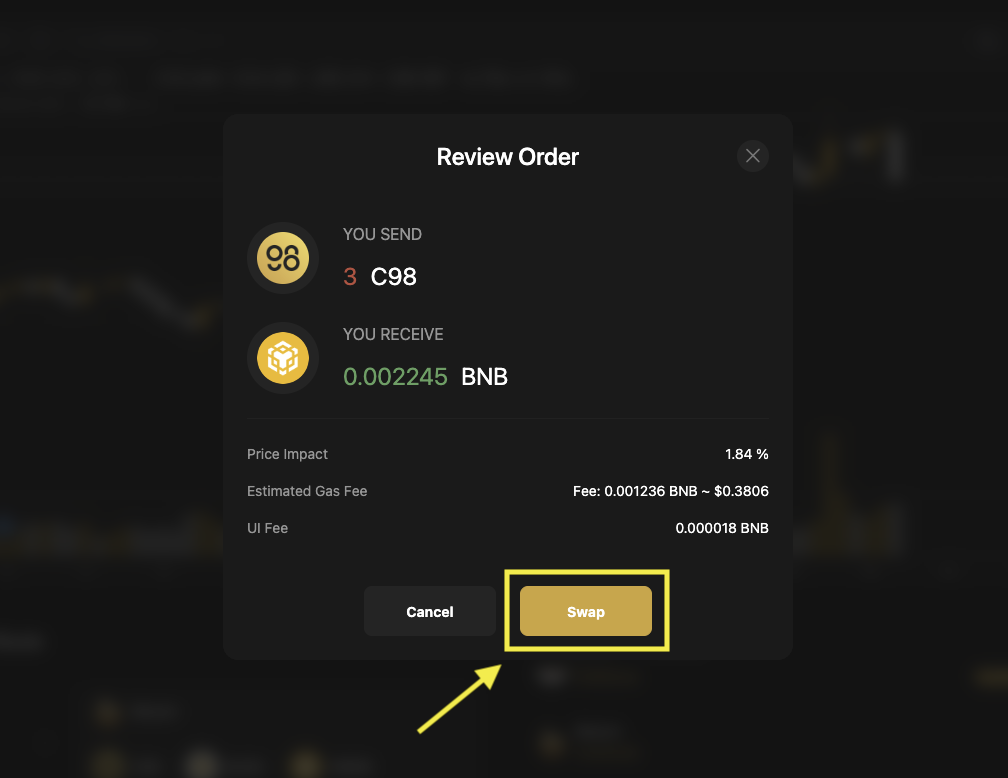 Review Order
98
YOU SEND
3 C98
YOU RECEIVE
0.002245 BNB
Price Impact 1.84 %
Estimated Gas Fee Fee: 0.001236 BNB ~ $0.3806
UI Fee 0.000018 BNB
Cancel Swap